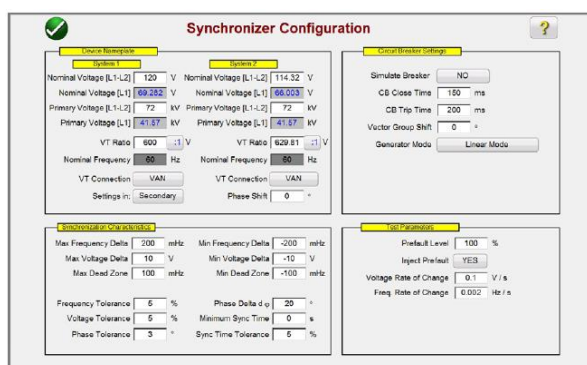 Synchronizer Configuration
?
Device Nameplate
System 1 System 2
Nominal Voltage [L1-L2] 120 V Nominal Voltage [L1-L2] 114.32 V
Nominal Voltage [L1] 69.282 V Nominal Voltage [L1] 66.003 V
Primary Voltage [L1-L2] 72 kV Primary Voltage [L1-L2] 72 kV
Primary Voltage [L1] 41.57 kV Primary Voltage [L1] 41.57 kV
VT Ratio 600 :1 V VT Ratio 629.81 :1 V
Nominal Frequency 60 Hz Nominal Frequency 60 Hz
VT Connection VAN VT Connection VAN
Settings in: Secondary Phase Shift 0 °
Circuit Breaker Settings
Simulate Breaker NO
CB Close Time 150 ms
CB Trip Time 200 ms
Vector Group Shift 0 °
Generator Mode Linear Mode
Synchronization Characteristics
Max Frequency Delta 200 mHz Min Frequency Delta -200 mHz
Max Voltage Delta 10 V Min Voltage Delta -10 V
Max Dead Zone 100 mHz Min Dead Zone -100 mHz
Frequency Tolerance 5 % Phase Delta d φ 20 °
Voltage Tolerance 5 % Minimum Sync Time 0 s
Phase Tolerance 3 ° Sync Time Tolerance 5 %
Test Parameters
Prefault Level 100 %
Inject Prefault YES
Voltage Rate of Change 0.1 V / s
Freq. Rate of Change 0.002 Hz / s